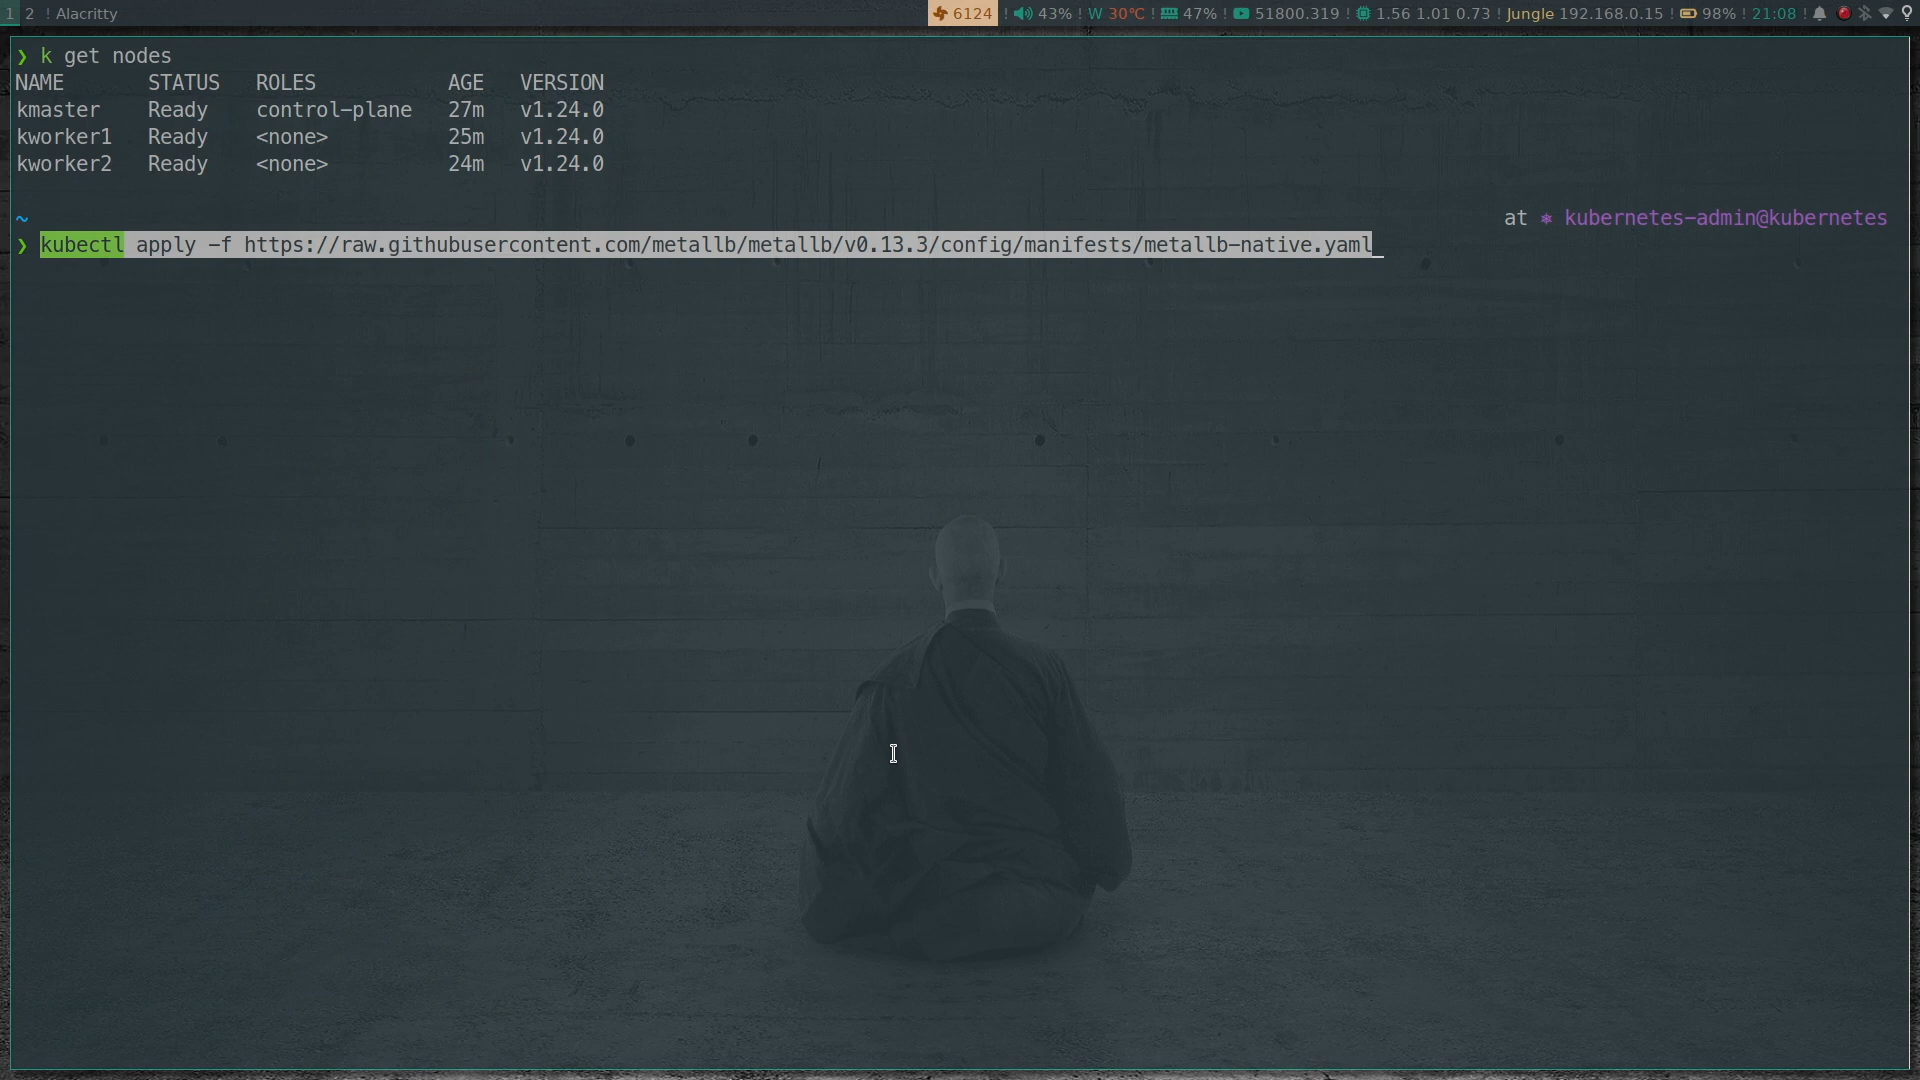 1 2 ! Alacritty 6124 ! 43% ! W 30°C ! 47% ! 51800.319 ! 1.56 1.01 0.73 ! Jungle 192.168.0.15 ! 98% ! 21:08 !
❯ k get nodes
NAME STATUS ROLES AGE VERSION
kmaster Ready control-plane 27m v1.24.0
kworker1 Ready <none> 25m v1.24.0
kworker2 Ready <none> 24m v1.24.0
~ at ⎈ kubernetes-admin@kubernetes
❯ kubectl apply -f https://raw.githubusercontent.com/metallb/metallb/v0.13.3/config/manifests/metallb-native.yaml